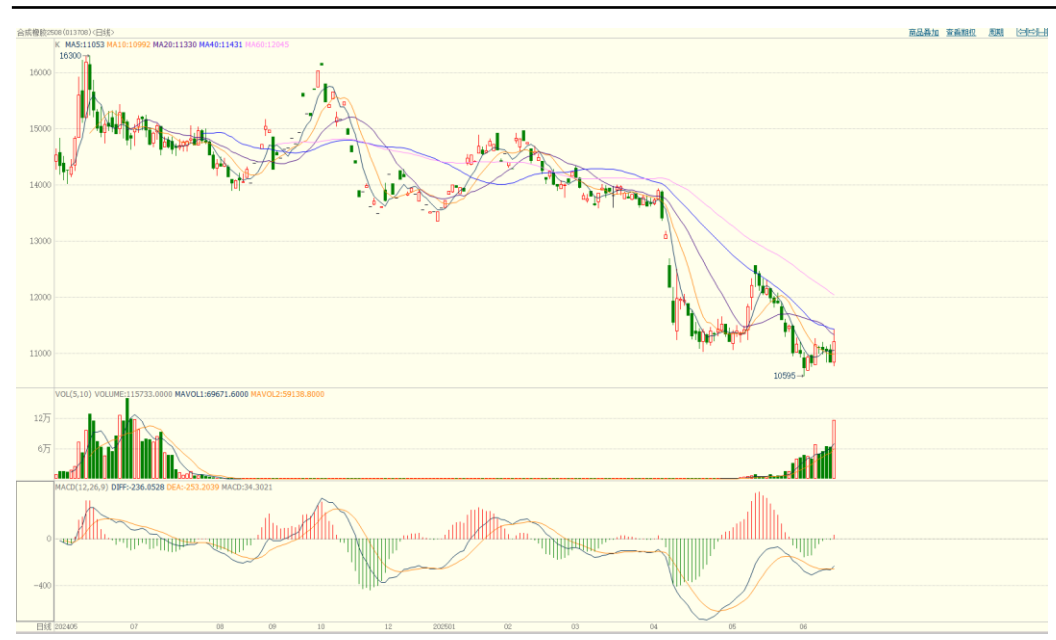 合成橡胶2508(013708)<日线>
商品叠加 查看期权 周期
K MA5:11053 MA10:10992 MA20:11330 MA40:11431 MA60:12045
16300
16000
15000
14000
13000
12000
11000
10595
VOL(5,10) VOLUME:115733.0000 MAVOL1:69671.6000 MAVOL2:59138.8000
12万
6万
MACD(12,26,9) DIFF:-236.0528 DEA:-253.2039 MACD:34.3021
0
-400
日线 202405 07 08 09 10 12 202501 02 03 04 05 06